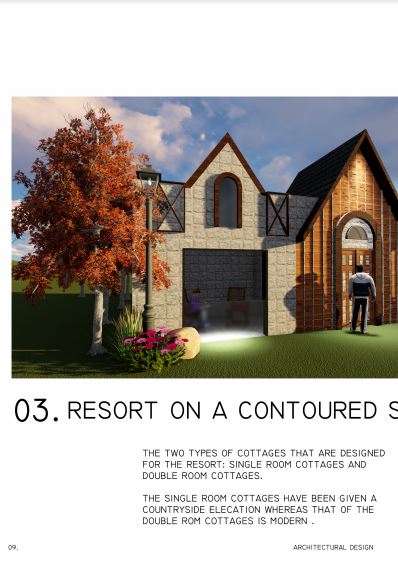 03. RESORT ON A CONTOURED S
THE TWO TYPES OF COTTAGES THAT ARE DESIGNED
FOR THE RESORT: SINGLE ROOM COTTAGES AND
DOUBLE ROOM COTTAGES.
THE SINGLE ROOM COTTAGES HAVE BEEN GIVEN A
COUNTRYSIDE ELECATION WHEREAS THAT OF THE
DOUBLE ROM COTTAGES IS MODERN .
09.
ARCHITECTURAL DESIGN